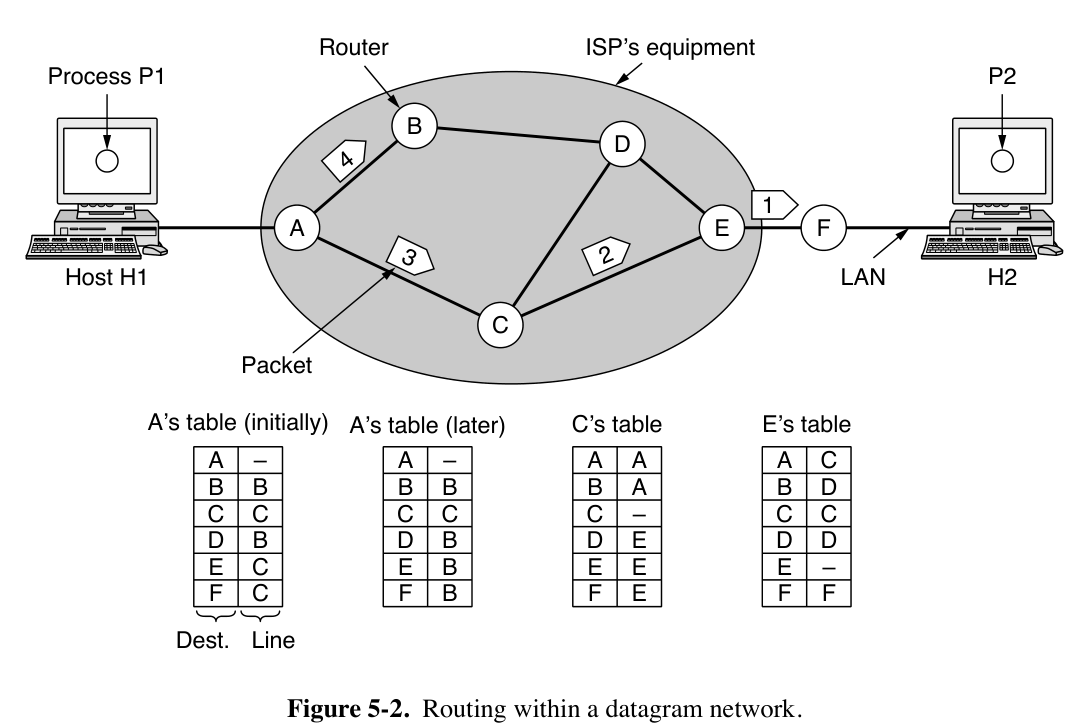 Router
ISP's equipment
Process P1
P2
B
D
4
1
A
E
F
3
2
Host H1
LAN
H2
C
Packet
A's table (initially)
A's table (later)
C's table
E's table
A –
B B
C C
D B
E C
F C
Dest. Line
A –
B B
C C
D B
E B
F B
A A
B A
C –
D E
E E
F E
A C
B D
C C
D D
E –
F F
Figure 5-2. Routing within a datagram network.